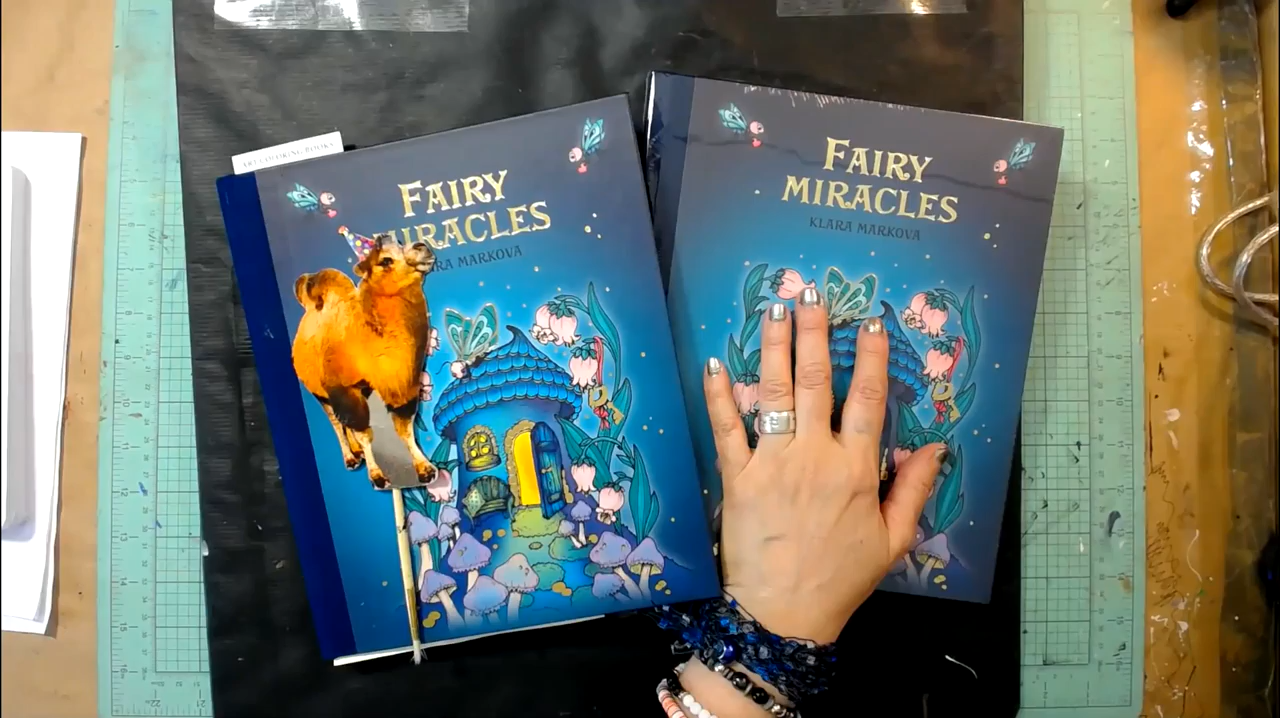 ART COLORING BOOKS
FAIRY
MIRACLES
KLARA MARKOVA
FAIRY
MIRACLES
KLARA MARKOVA